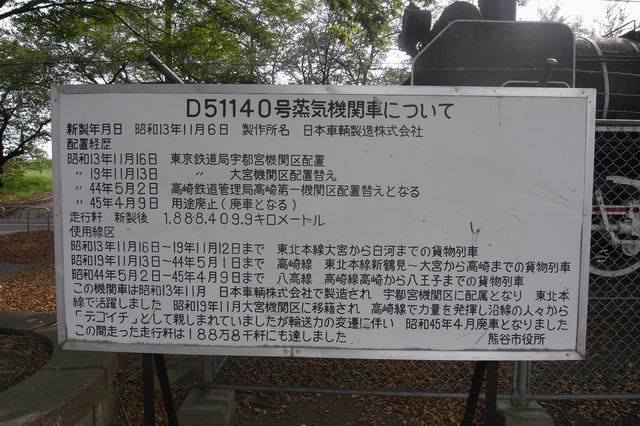 D51140号蒸気機関車について
新製年月日 昭和13年11月6日 製作所名 日本車輌製造株式会社
配置経歴
昭和13年11月16日 東京鉄道局宇都宮機関区配置
〃 19年11月13日 〃 大宮機関区配置替え
〃 44年5月2日 高崎鉄道管理局高崎第一機関区配置替えとなる
〃 45年4月9日 用途廃止(廃車となる)
走行粁 新製後 1,888,409.9キロメートル
使用線区
昭和13年11月16日~19年11月12日まで 東北本線大宮から白河までの貨物列車
昭和19年11月13日~44年5月1日まで 高崎線 東北本線新鶴見~大宮から高崎までの貨物列車
昭和44年5月2日~45年4月9日まで 八高線 高崎線高崎から八王子までの貨物列車
この機関車は昭和13年11月 日本車輌株式会社で製造され 宇都宮機関区に配属となり 東北本
線で活躍しました 昭和19年11月大宮機関区に移籍され 高崎線で力量を発揮し沿線の人々から
「デゴイチ」として親しまれていましたが輸送力の変遷に伴い 昭和45年4月廃車となりました
この間走った走行粁は188万8千粁にも達しました 熊谷市役所